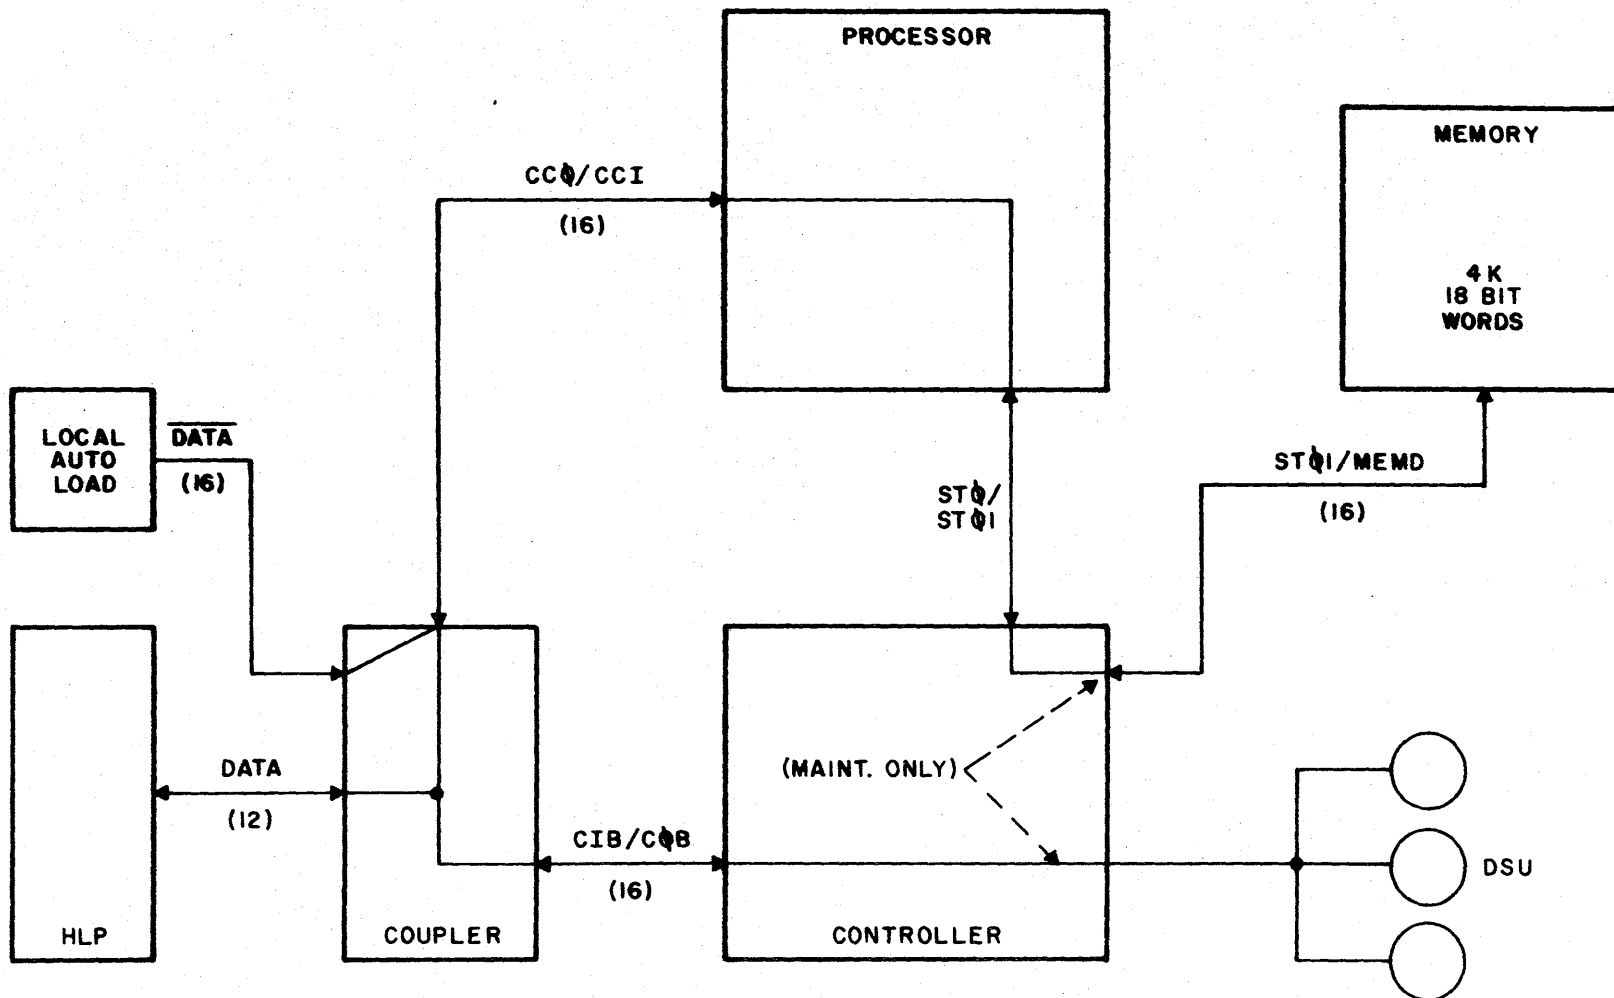 PROCESSOR
MEMORY
CCØ/CCI
(16)
4K
18 BIT
WORDS
LOCAL
AUTO
LOAD
DATA
(16)
STØI/MEMD
(16)
STØ/
STØI
DATA
(12)
(MAINT. ONLY)
CIB/CØB
(16)
DSU
HLP
COUPLER
CONTROLLER